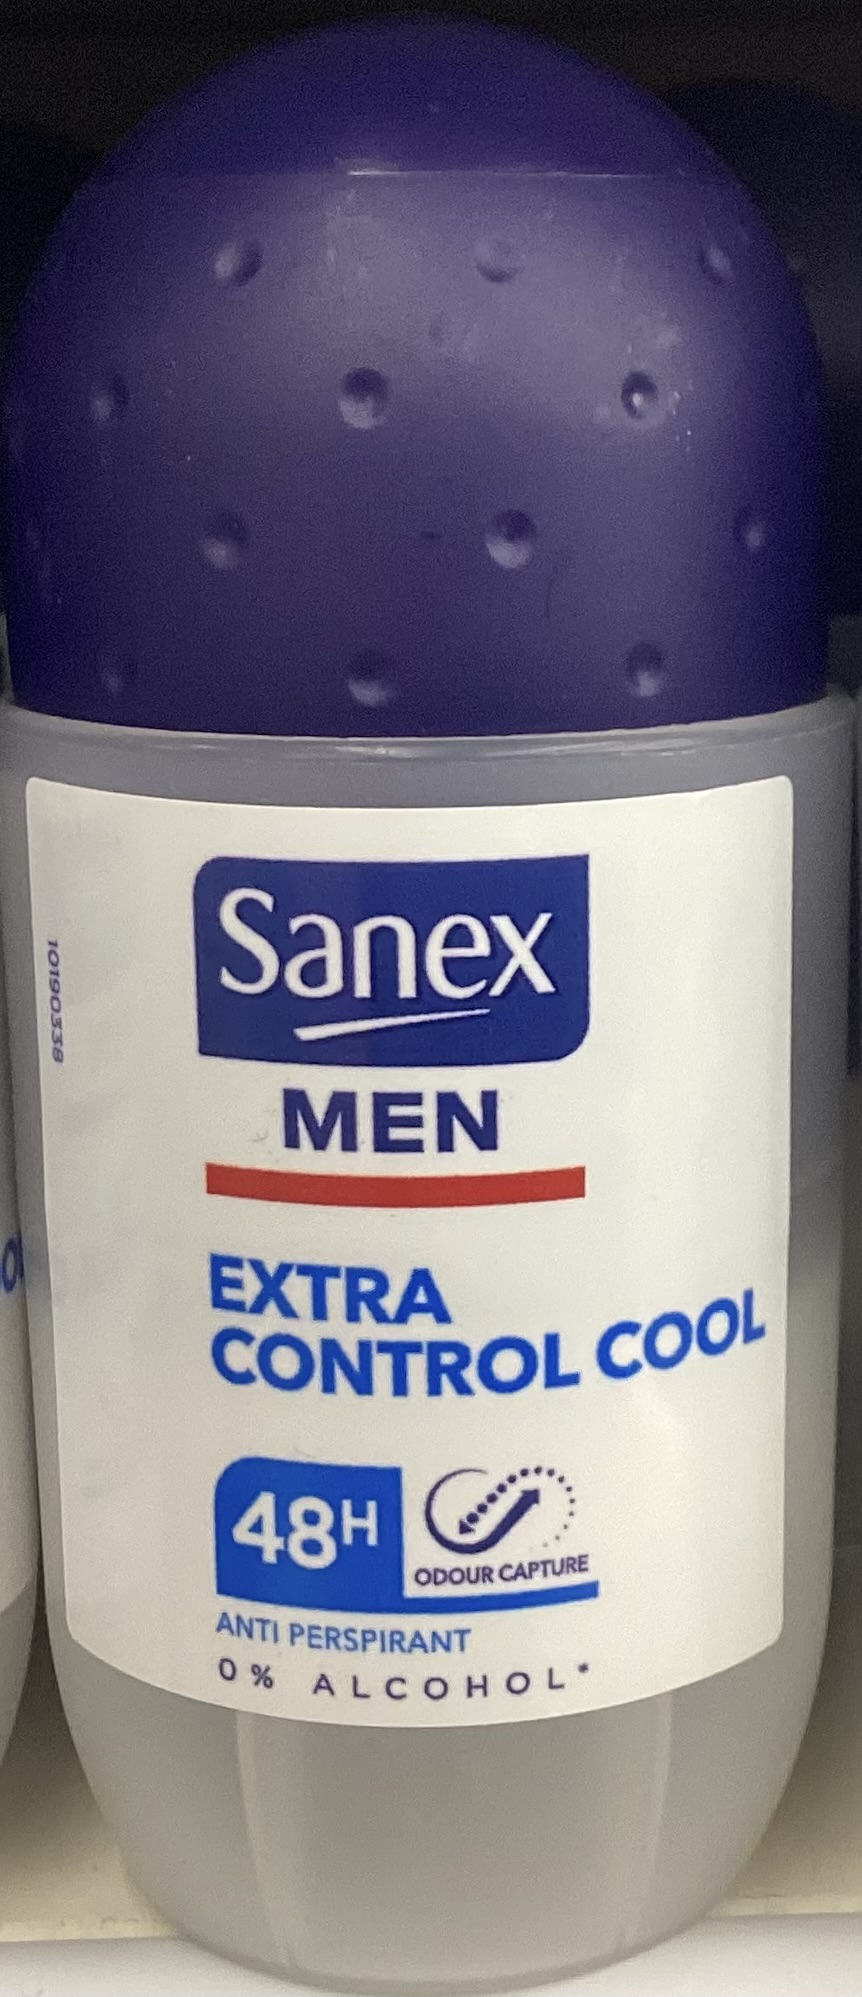 Sanex
MEN
EXTRA
CONTROL COOL
48H
ODOUR CAPTURE
ANTI PERSPIRANT
0% ALCOHOL*
10190338